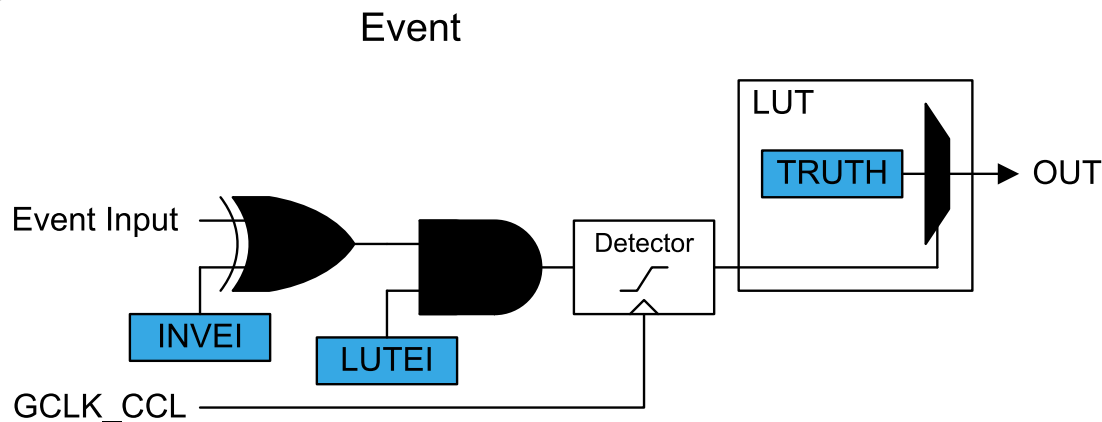 Event
LUT
TRUTH
OUT
Event Input
Detector
INVEI
LUTEI
GCLK_CCL